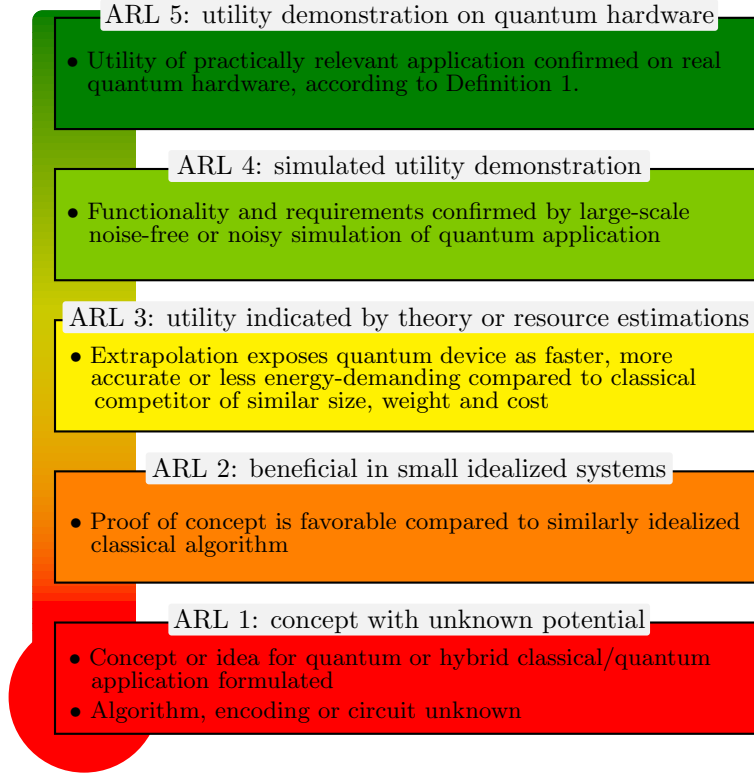 ARL 5: utility demonstration on quantum hardware
• Utility of practically relevant application confirmed on real
quantum hardware, according to Definition 1.
ARL 4: simulated utility demonstration
• Functionality and requirements confirmed by large-scale
noise-free or noisy simulation of quantum application
ARL 3: utility indicated by theory or resource estimations
• Extrapolation exposes quantum device as faster, more
accurate or less energy-demanding compared to classical
competitor of similar size, weight and cost
ARL 2: beneficial in small idealized systems
• Proof of concept is favorable compared to similarly idealized
classical algorithm
ARL 1: concept with unknown potential
• Concept or idea for quantum or hybrid classical/quantum
application formulated
• Algorithm, encoding or circuit unknown